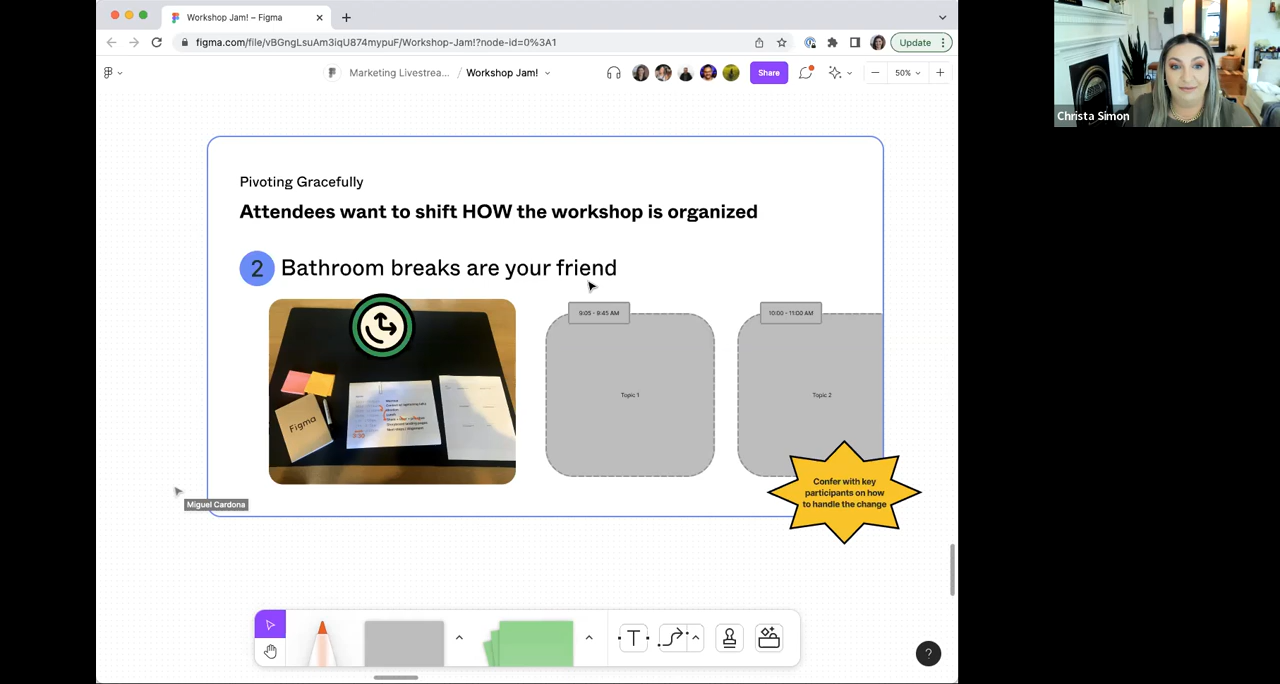 Workshop Jam! – Figma
figma.com/file/vBGngLsuAm3iqU874mypuF/Workshop-Jam!?node-id=0%3A1
Update
Marketing Livestrea... / Workshop Jam!
Share
50%
Christa Simon
Pivoting Gracefully
Attendees want to shift HOW the workshop is organized
2 Bathroom breaks are your friend
9:05 - 9:45 AM
10:00 - 11:00 AM
Topic 1
Topic 2
Figma
Confer with key
participants on how
to handle the change
Miguel Cardona
T
?